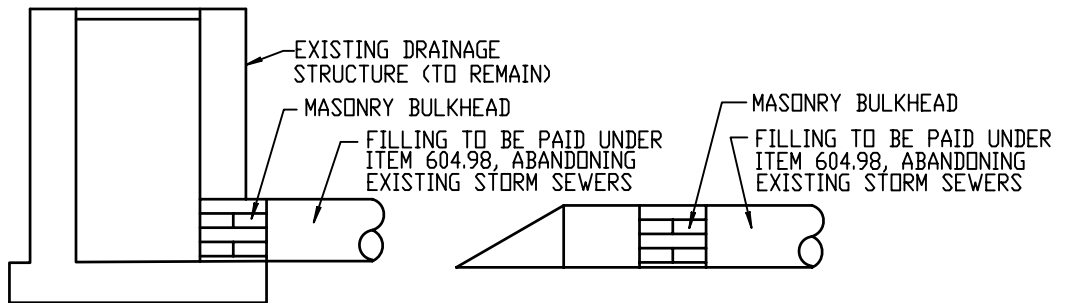 EXISTING DRAINAGE
STRUCTURE (TO REMAIN)
MASONRY BULKHEAD
FILLING TO BE PAID UNDER
ITEM 604.98, ABANDONING
EXISTING STORM SEWERS
MASONRY BULKHEAD
FILLING TO BE PAID UNDER
ITEM 604.98, ABANDONING
EXISTING STORM SEWERS